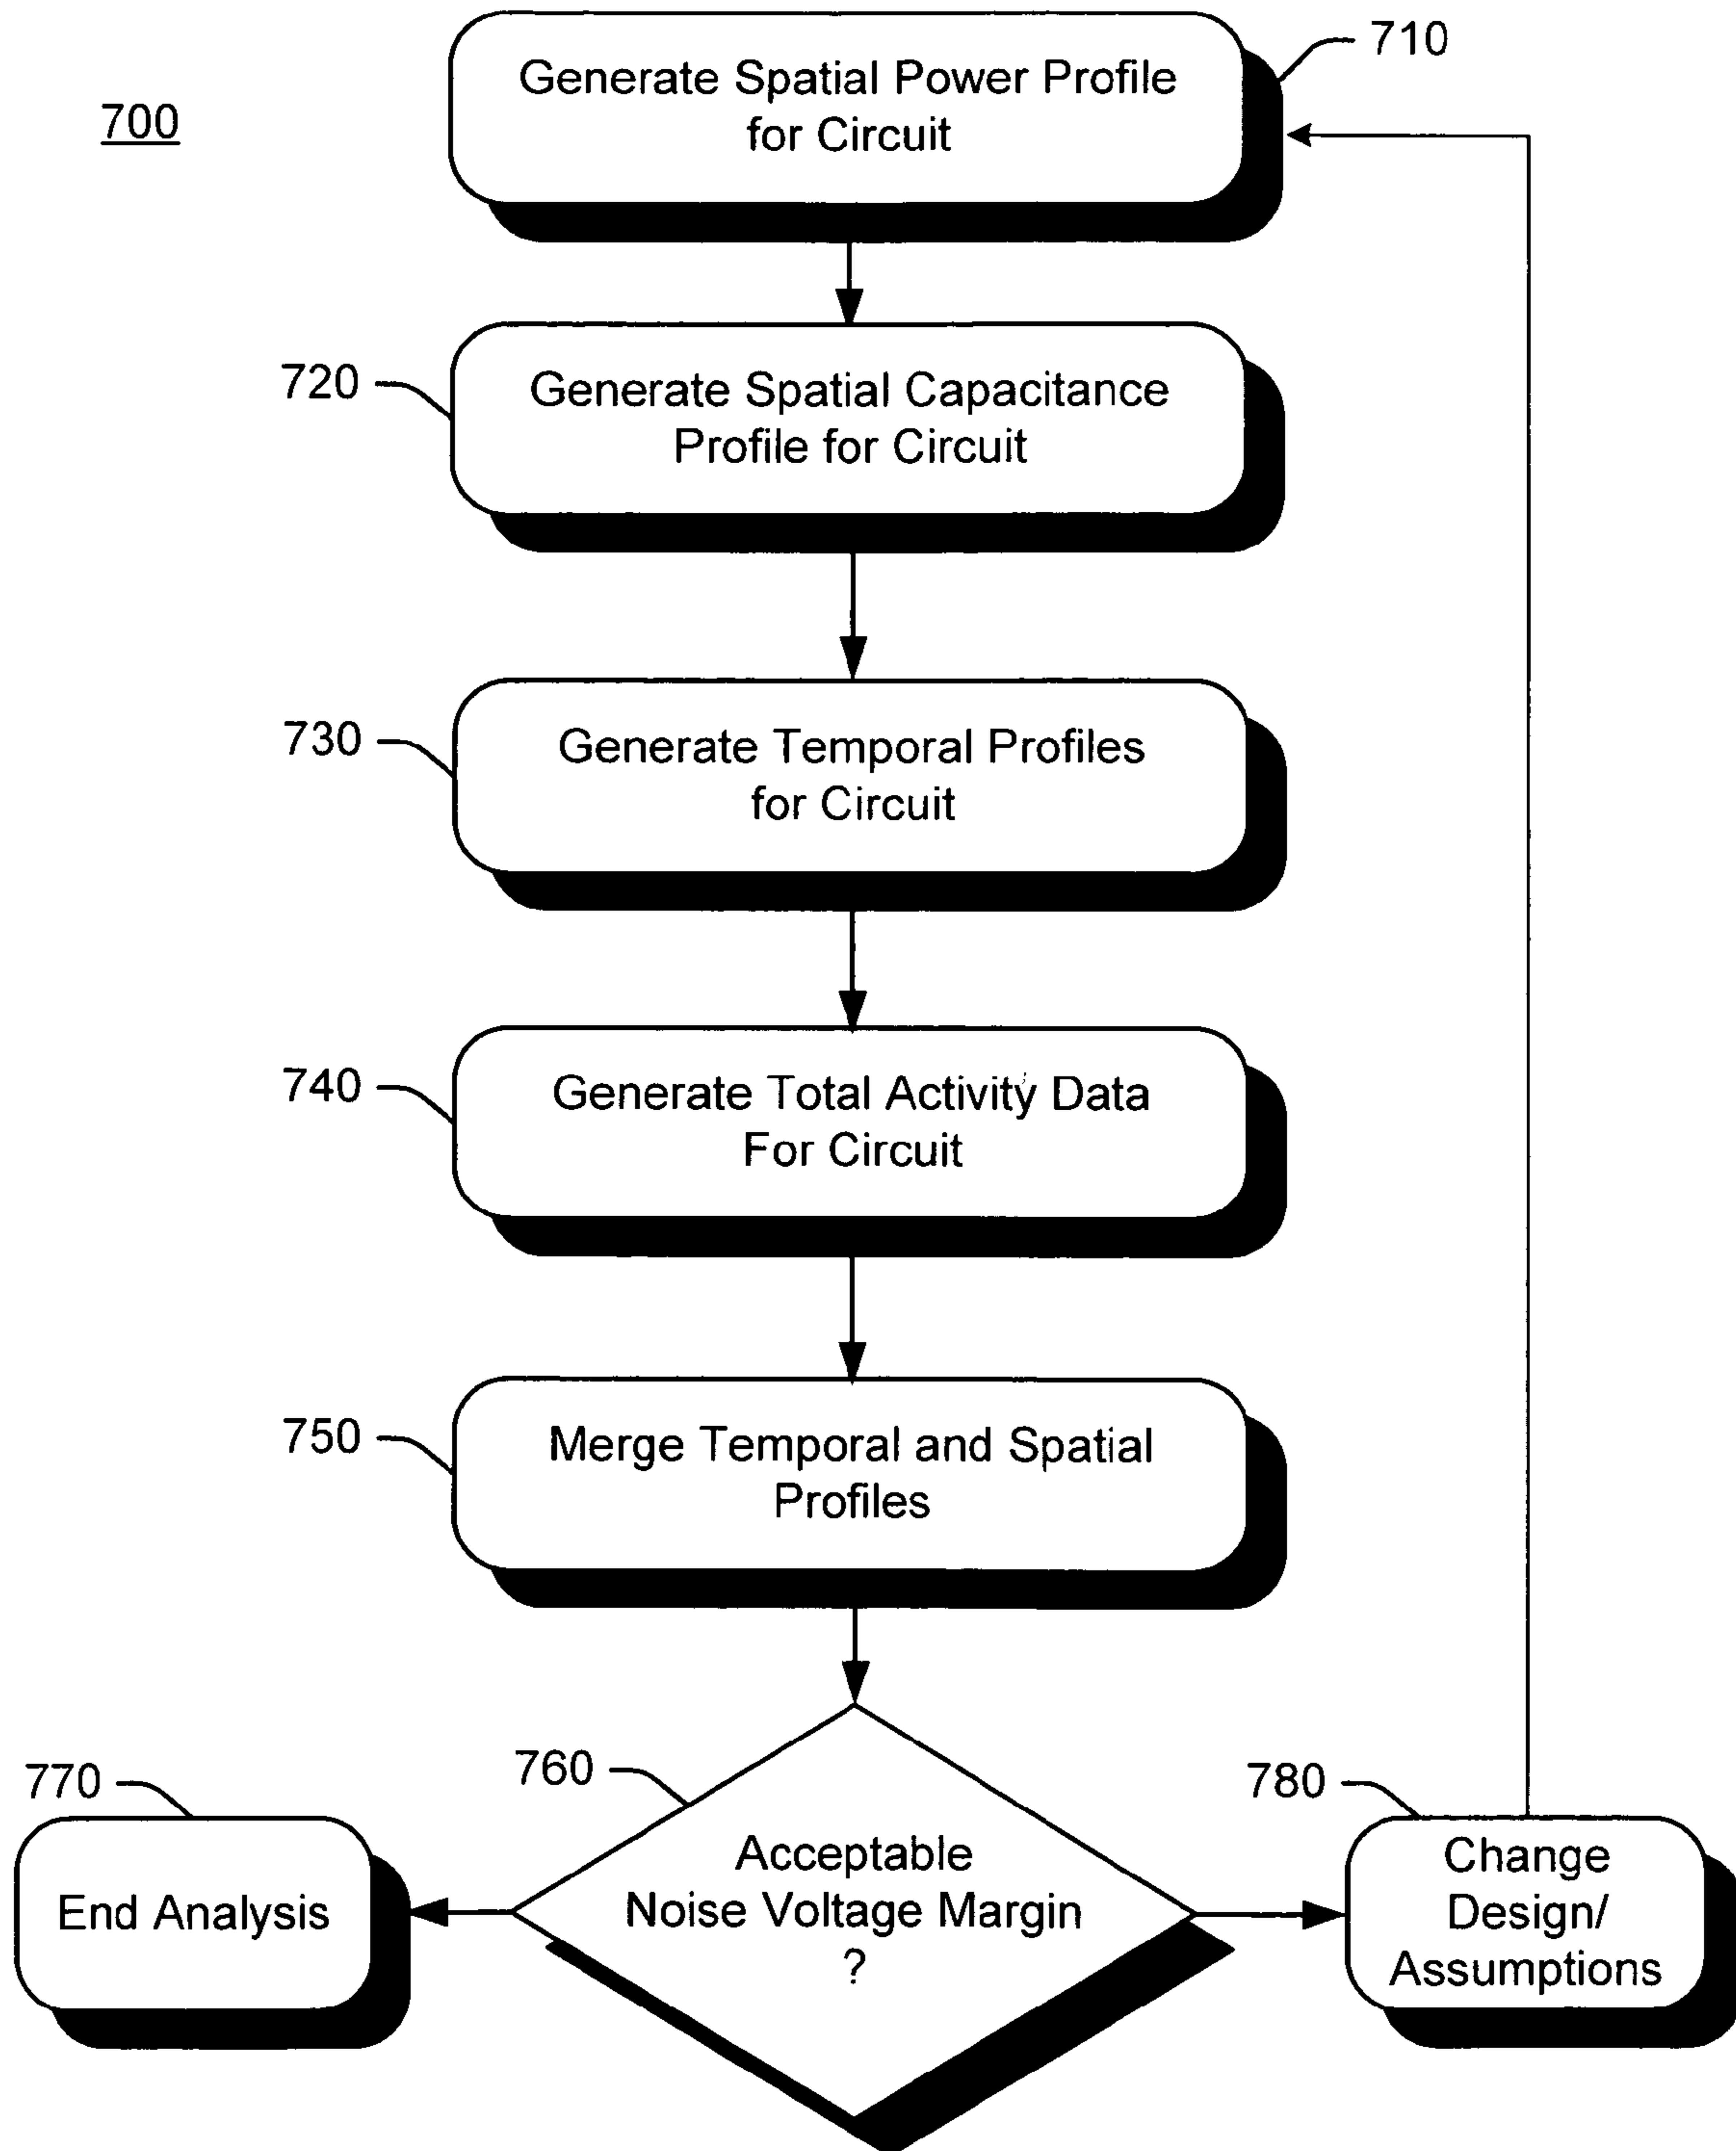 700
710
Generate Spatial Power Profile
for Circuit
720
Generate Spatial Capacitance
Profile for Circuit
730
Generate Temporal Profiles
for Circuit
740
Generate Total Activity Data
For Circuit
750
Merge Temporal and Spatial
Profiles
760
Acceptable
Noise Voltage Margin
?
770
End Analysis
780
Change
Design/
Assumptions